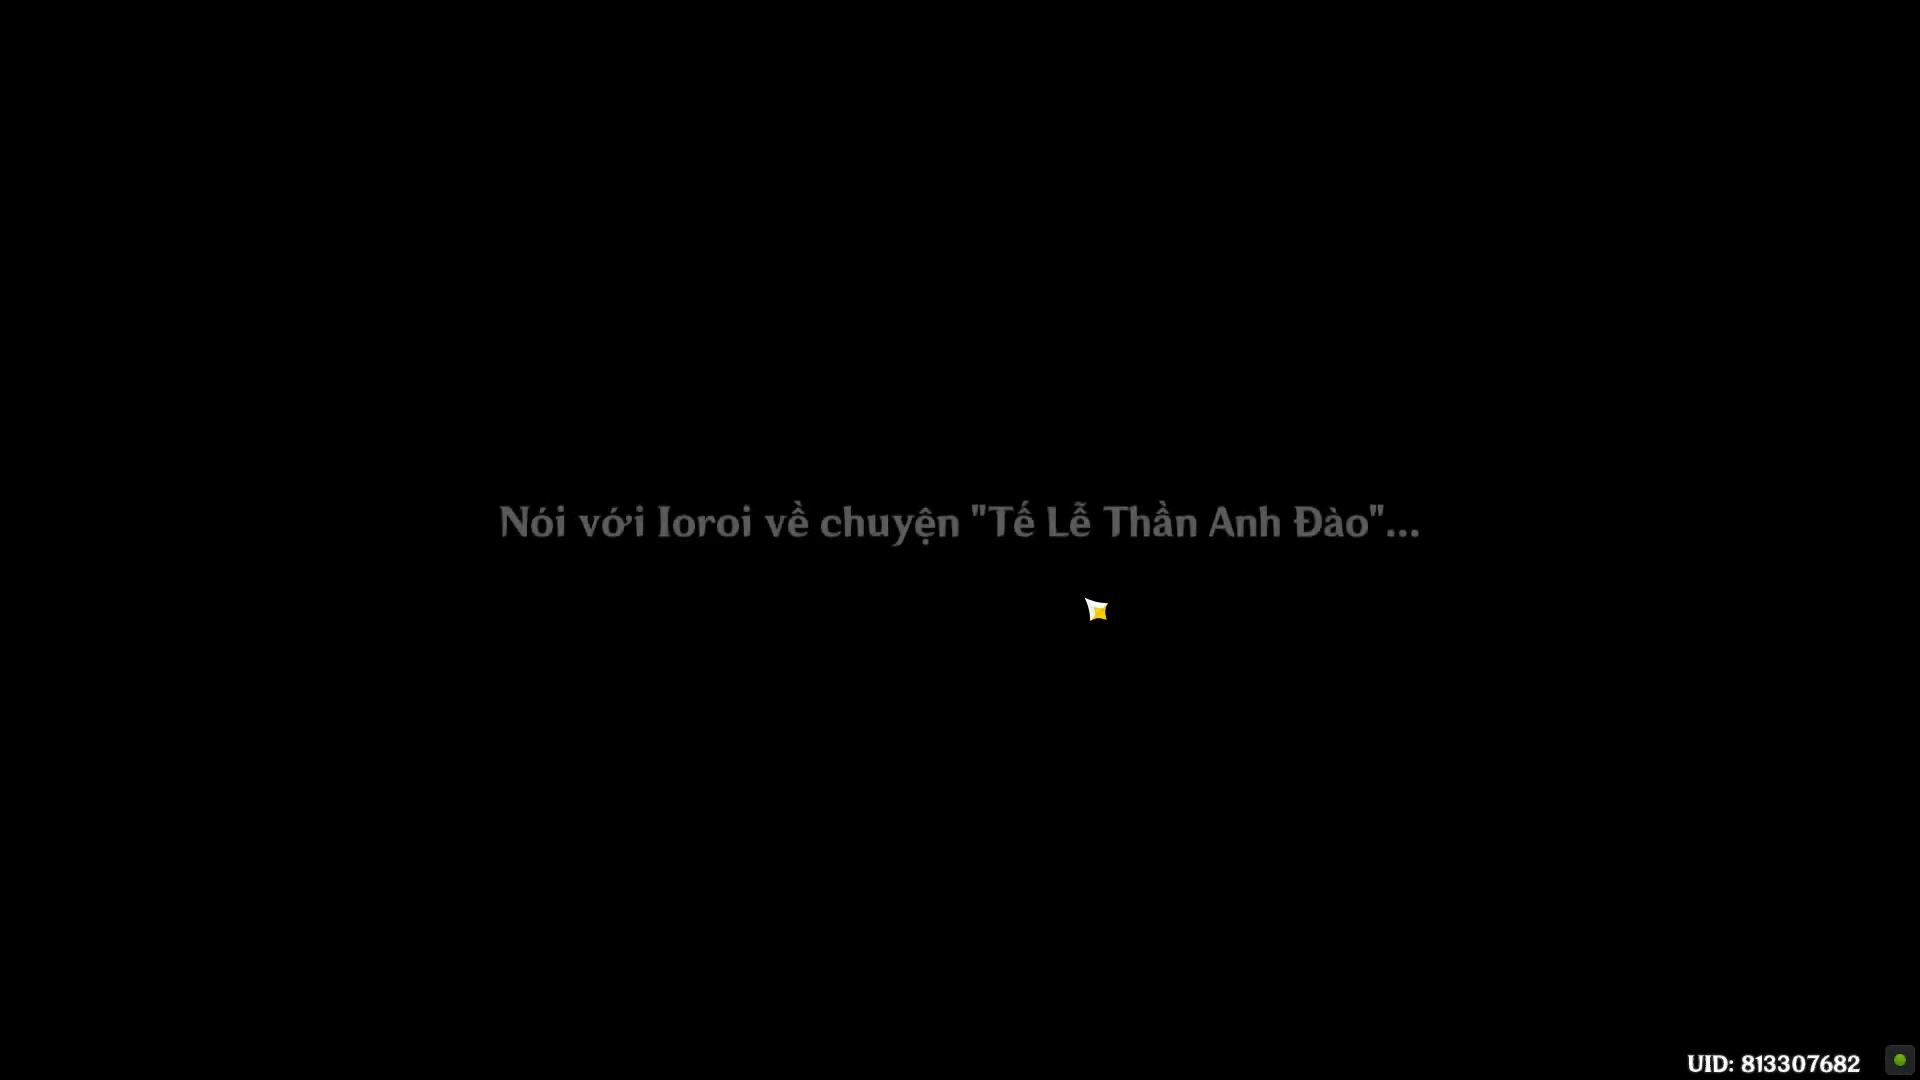 Nói với Ioroi về chuyện "Tế Lễ Thần Anh Đào"...
UID: 813307682